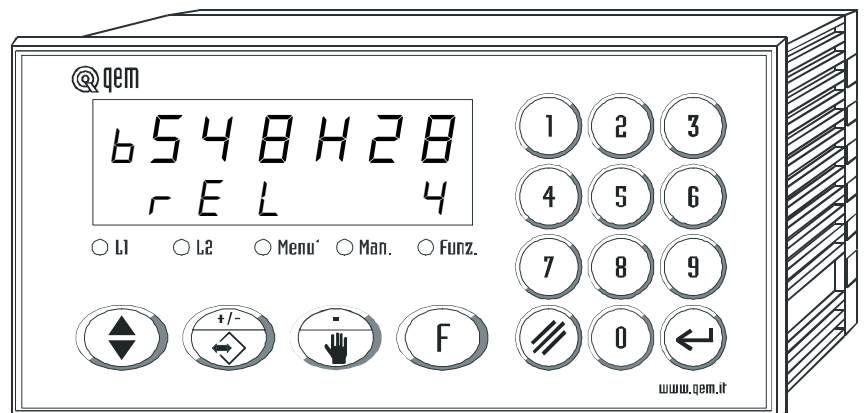 qem
b548H28
rEL 4
L1 L2 Menu' Man. Funz.
1 2 3
4 5 6
7 8 9
+/- - F 0
www.qem.it